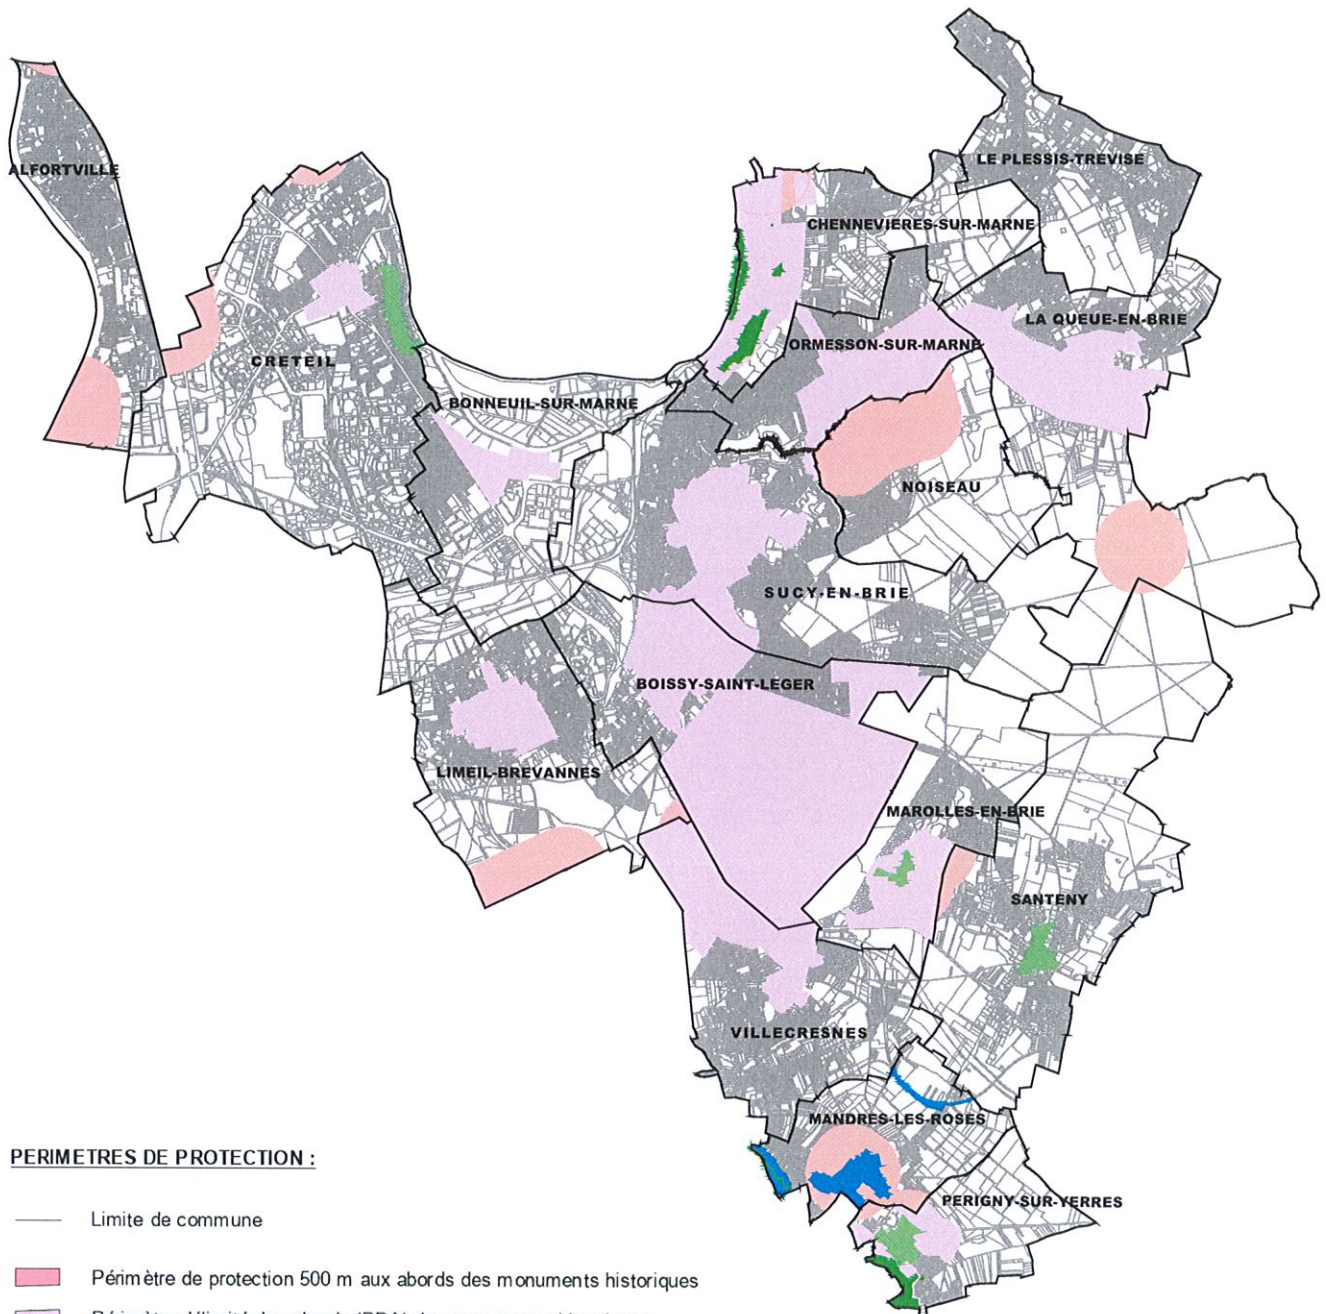 LE PLESSIS-TREVISE
ALFORTVILLE
CHENNEVIERES-SUR-MARNE
LA QUEUE-EN-BRIE
ORMESSON-SUR-MARNE
CRETEIL
BONNEUIL-SUR-MARNE
NOISEAU
SUCY-EN-BRIE
BOISSY-SAINT-LEGER
LIMEIL-BREVANNES
MAROLLES-EN-BRIE
SANTENY
VILLECRESNES
MANDRES-LES-ROSES
PERIGNY-SUR-YERRES
PERIMETRES DE PROTECTION :
Limite de commune
Périmètre de protection 500 m aux abords des monuments historiques